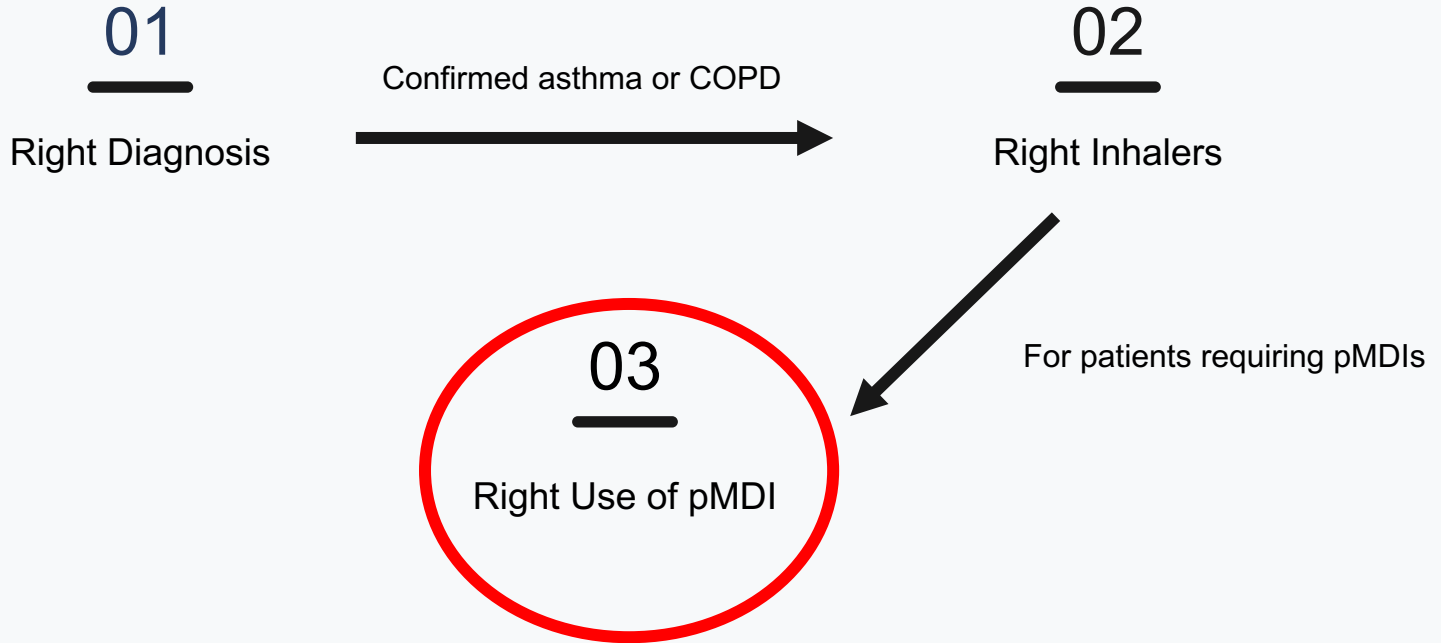 01
Right Diagnosis
Confirmed asthma or COPD
02
Right Inhalers
For patients requiring pMDIs
03
Right Use of pMDI